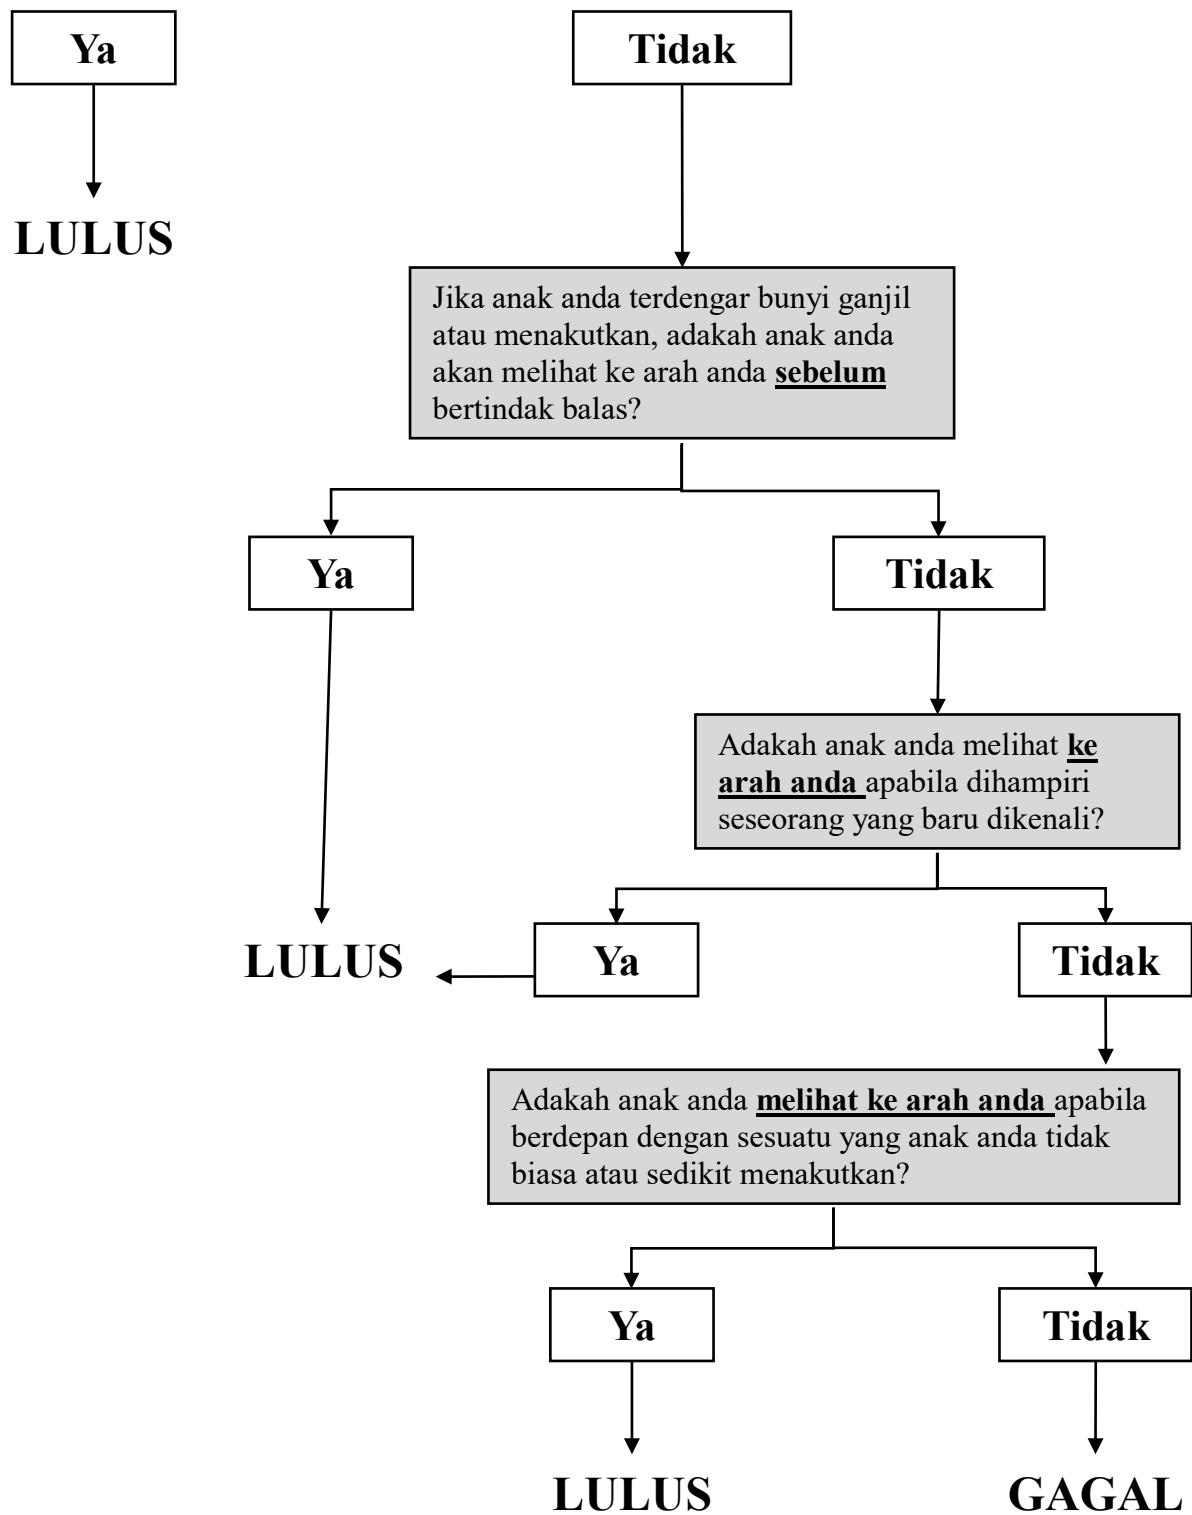 Ya
Tidak
LULUS
Jika anak anda terdengar bunyi ganjil
atau menakutkan, adakah anak anda
akan melihat ke arah anda sebelum
bertindak balas?
Ya
Tidak
Adakah anak anda melihat ke
arah anda apabila dihampiri
seseorang yang baru dikenali?
LULUS
Ya
Tidak
Adakah anak anda melihat ke arah anda apabila
berdepan dengan sesuatu yang anak anda tidak
biasa atau sedikit menakutkan?
Ya
Tidak
LULUS
GAGAL